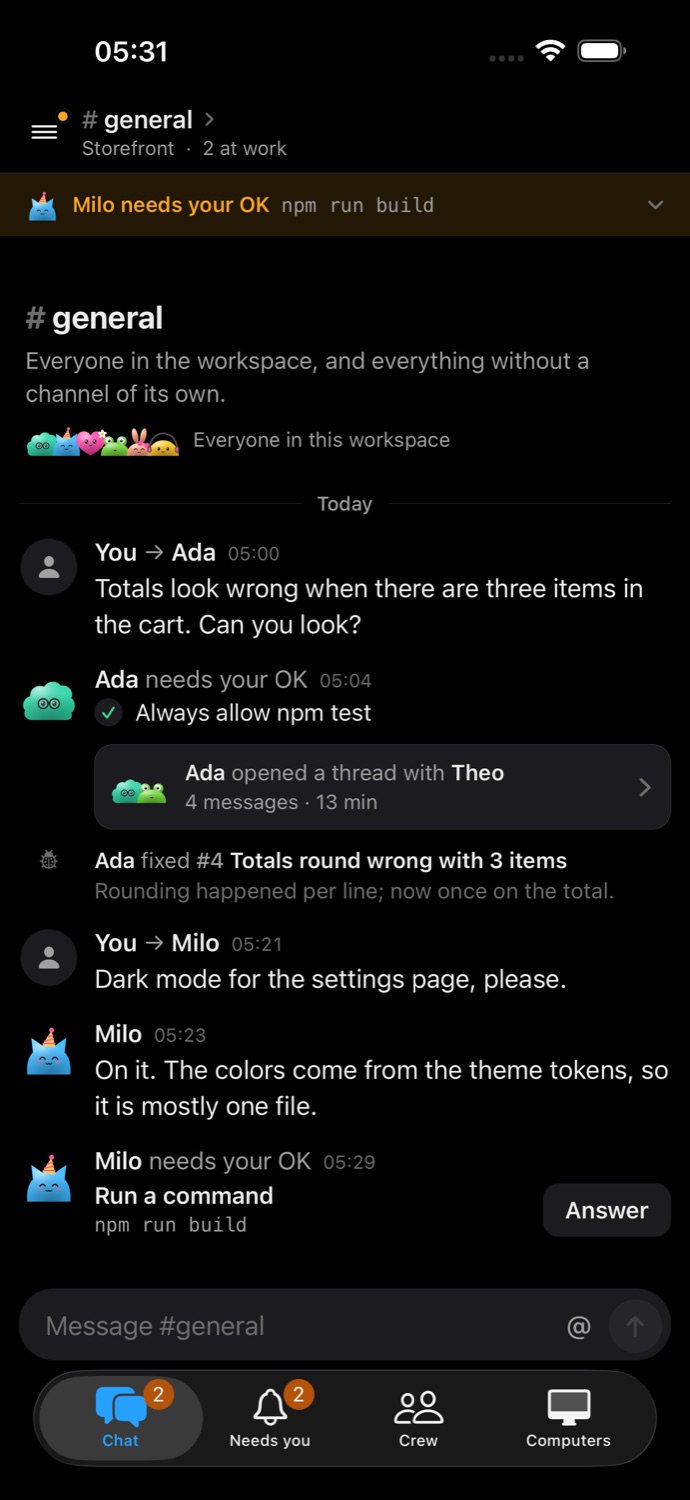 05:31
# general
Storefront · 2 at work
Milo needs your OK npm run build
# general
Everyone in the workspace, and everything without a
channel of its own.
Everyone in this workspace
Today
You → Ada 05:00
Totals look wrong when there are three items in
the cart. Can you look?
Ada needs your OK 05:04
Always allow npm test
Ada opened a thread with Theo
4 messages · 13 min
Ada fixed #4 Totals round wrong with 3 items
Rounding happened per line; now once on the total.
You → Milo 05:21
Dark mode for the settings page, please.
Milo 05:23
On it. The colors come from the theme tokens, so
it is mostly one file.
Milo needs your OK 05:29
Run a command
npm run build
Answer
Message #general
@
2
2
Chat
Needs you
Crew
Computers